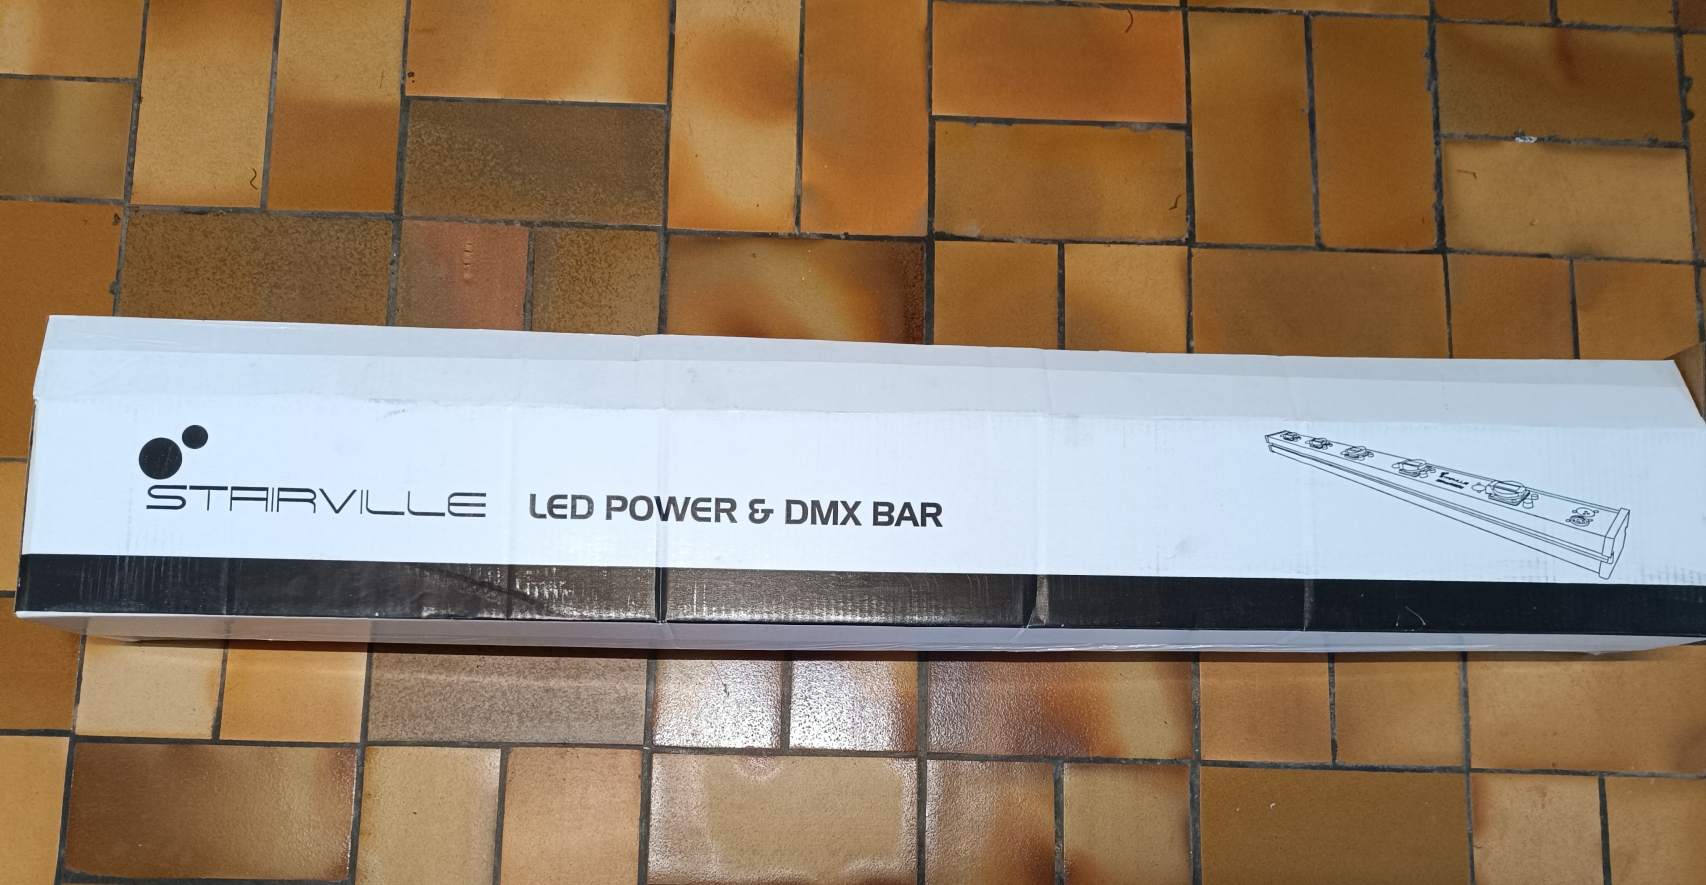 STAIRVILLE LED POWER & DMX BAR